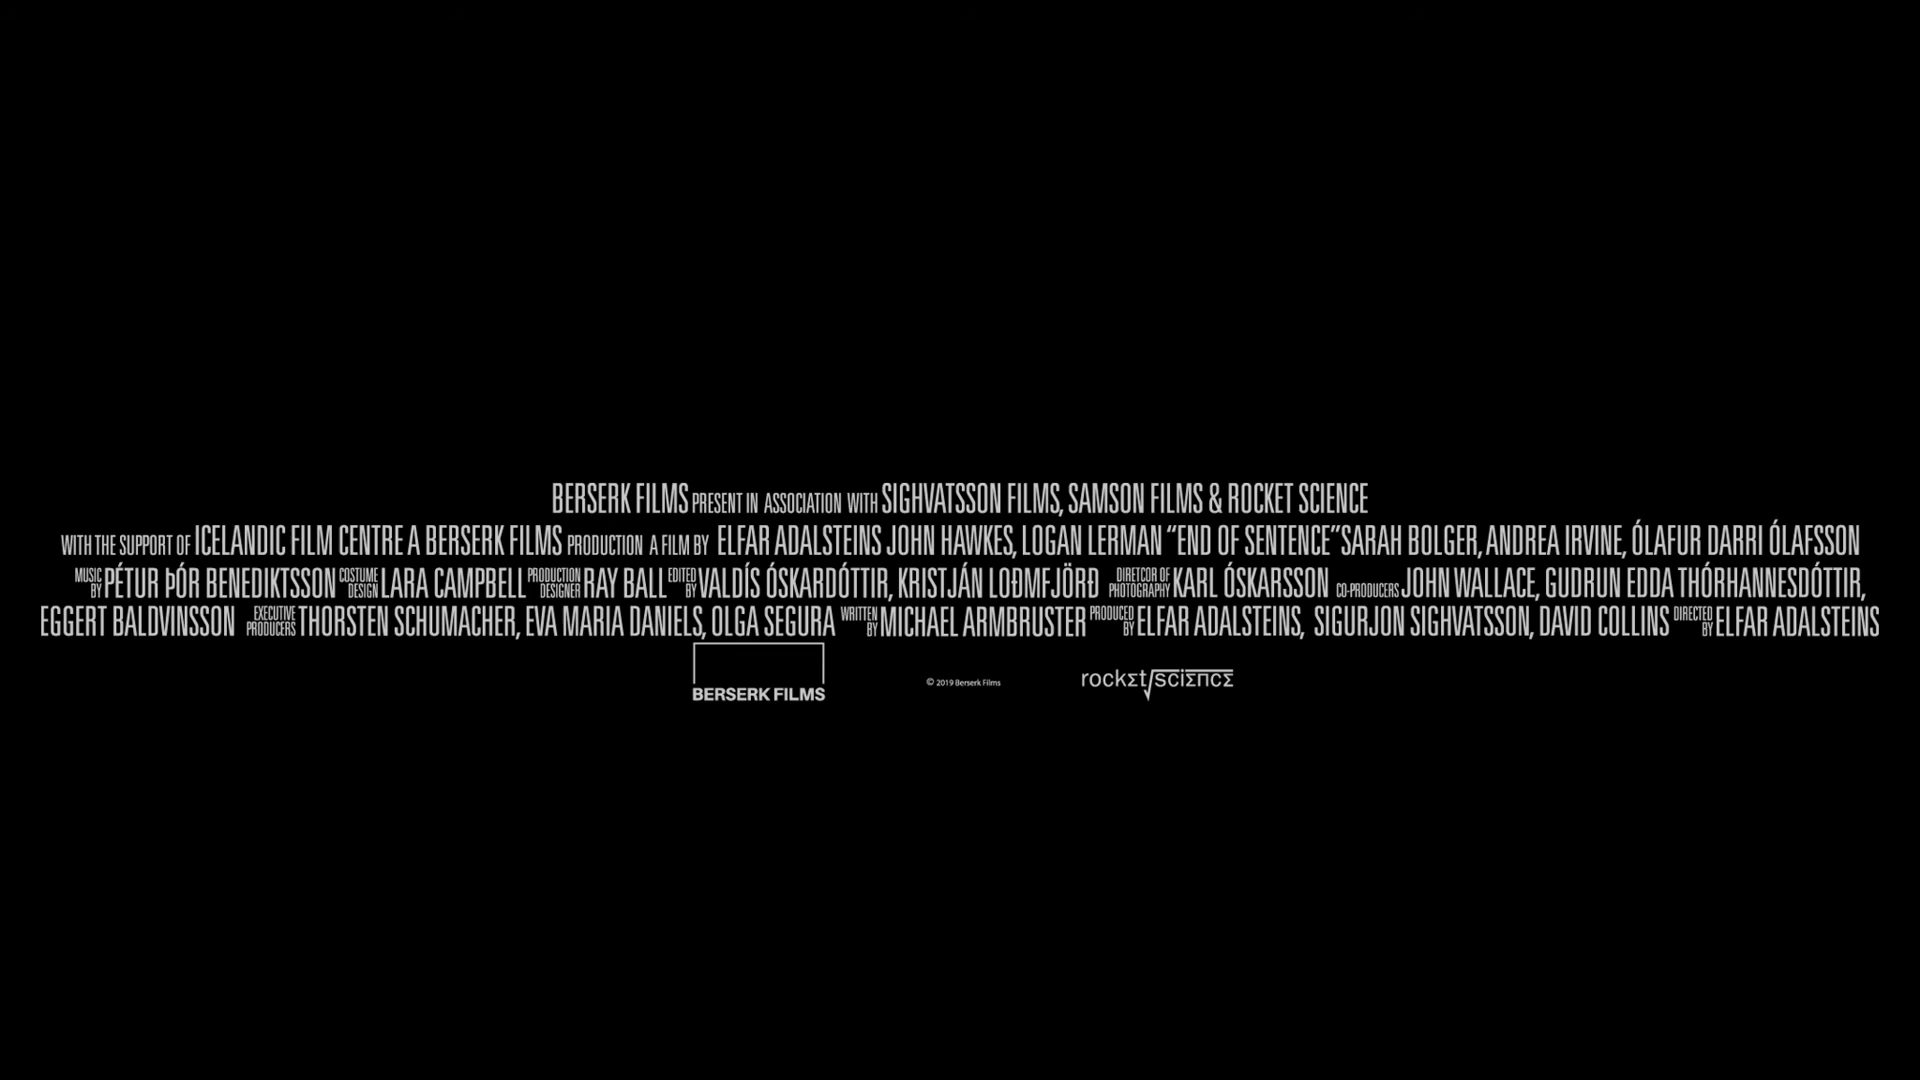 BERSERK FILMS PRESENT IN ASSOCIATION WITH SIGHVATSSON FILMS, SAMSON FILMS & ROCKET SCIENCE
WITH THE SUPPORT OF ICELANDIC FILM CENTRE A BERSERK FILMS PRODUCTION A FILM BY ELFAR ADALSTEINS JOHN HAWKES, LOGAN LERMAN “END OF SENTENCE” SARAH BOLGER, ANDREA IRVINE, ÓLAFUR DARRI ÓLAFSSON
MUSIC BY PÉTUR ÞÓR BENEDIKTSSON COSTUME DESIGN LARA CAMPBELL PRODUCTION DESIGNER RAY BALL EDITED BY VALDÍS ÓSKARDÓTTIR, KRISTJÁN LOÐMFJÖRÐ DIRETCOR OF PHOTOGRAPHY KARL ÓSKARSSON CO-PRODUCERS JOHN WALLACE, GUDRUN EDDA THÓRHANNESDÓTTIR,
EGGERT BALDVINSSON EXECUTIVE PRODUCERS THORSTEN SCHUMACHER, EVA MARIA DANIELS, OLGA SEGURA WRITTEN BY MICHAEL ARMBRUSTER PRODUCED BY ELFAR ADALSTEINS, SIGURJON SIGHVATSSON, DAVID COLLINS DIRECTED BY ELFAR ADALSTEINS
BERSERK FILMS © 2019 Berserk Films rockΣt√sciΣncΣ